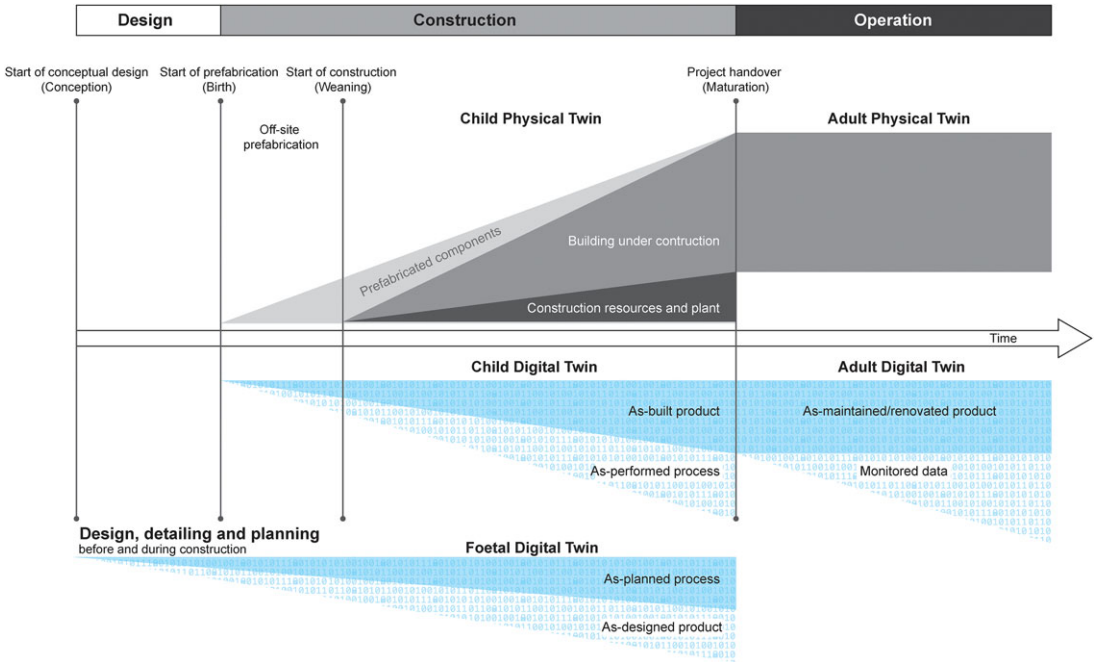 Design
Construction
Operation
Start of conceptual design
(Conception)
Start of prefabrication
(Birth)
Start of construction
(Weaning)
Project handover
(Maturation)
Off-site
prefabrication
Child Physical Twin
Adult Physical Twin
Prefabricated components
Building under contruction
Construction resources and plant
Time
Child Digital Twin
Adult Digital Twin
As-built product
As-maintained/renovated product
As-performed process
Monitored data
Design, detailing and planning
before and during construction
Foetal Digital Twin
As-planned process
As-designed product